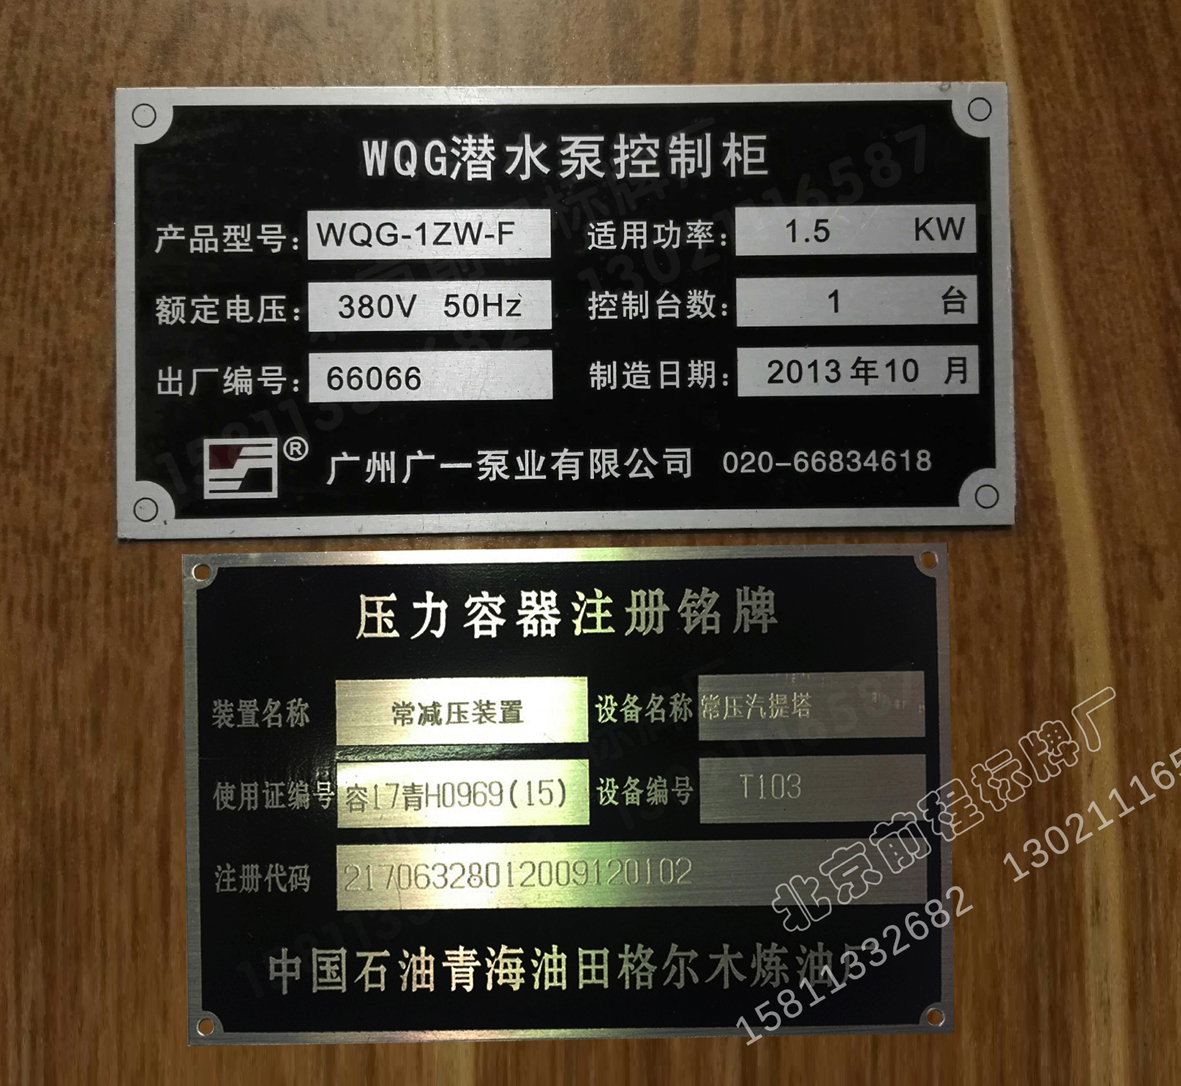 WQG潜水泵控制柜
产品型号: WQG-1ZW-F 适用功率: 1.5 KW
额定电压: 380V 50Hz 控制台数: 1 台
出厂编号: 66066 制造日期: 2013年10月
® 广州广一泵业有限公司 020-66834618
压力容器注册铭牌
装置名称 常减压装置 设备名称 常压汽提塔
使用证编号 容17青H0969(15) 设备编号 T103
注册代码 21706328012009120102
中国石油青海油田格尔木炼油厂
北京前程标牌厂
15811332682 130211165